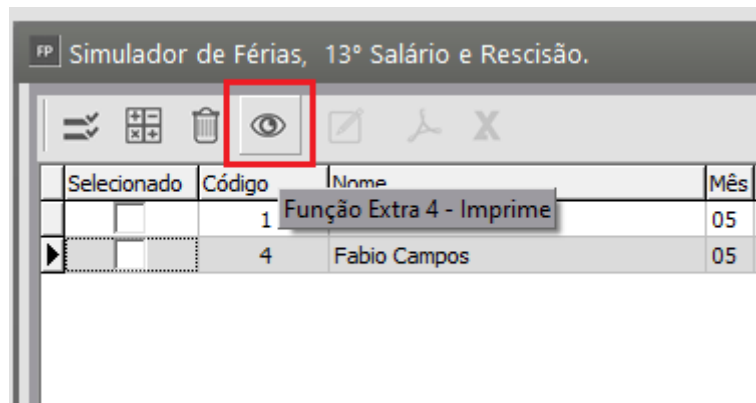 FP Simulador de Férias, 13º Salário e Rescisão.
Selecionado Código Nome Mês
1 05
Função Extra 4 - Imprime
4 Fabio Campos 05